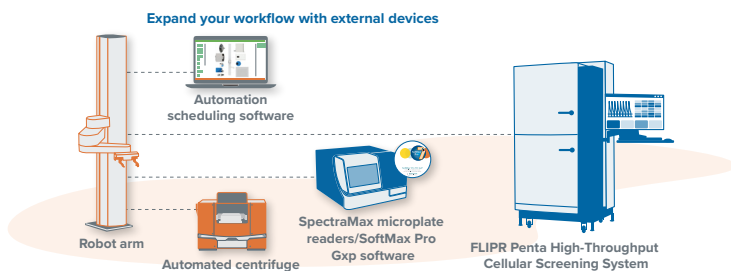 Expand your workflow with external devices
Automation
scheduling software
Robot arm
Automated centrifuge
SpectraMax microplate
readers/SoftMax Pro
Gxp software
FLIPR Penta High-Throughput
Cellular Screening System